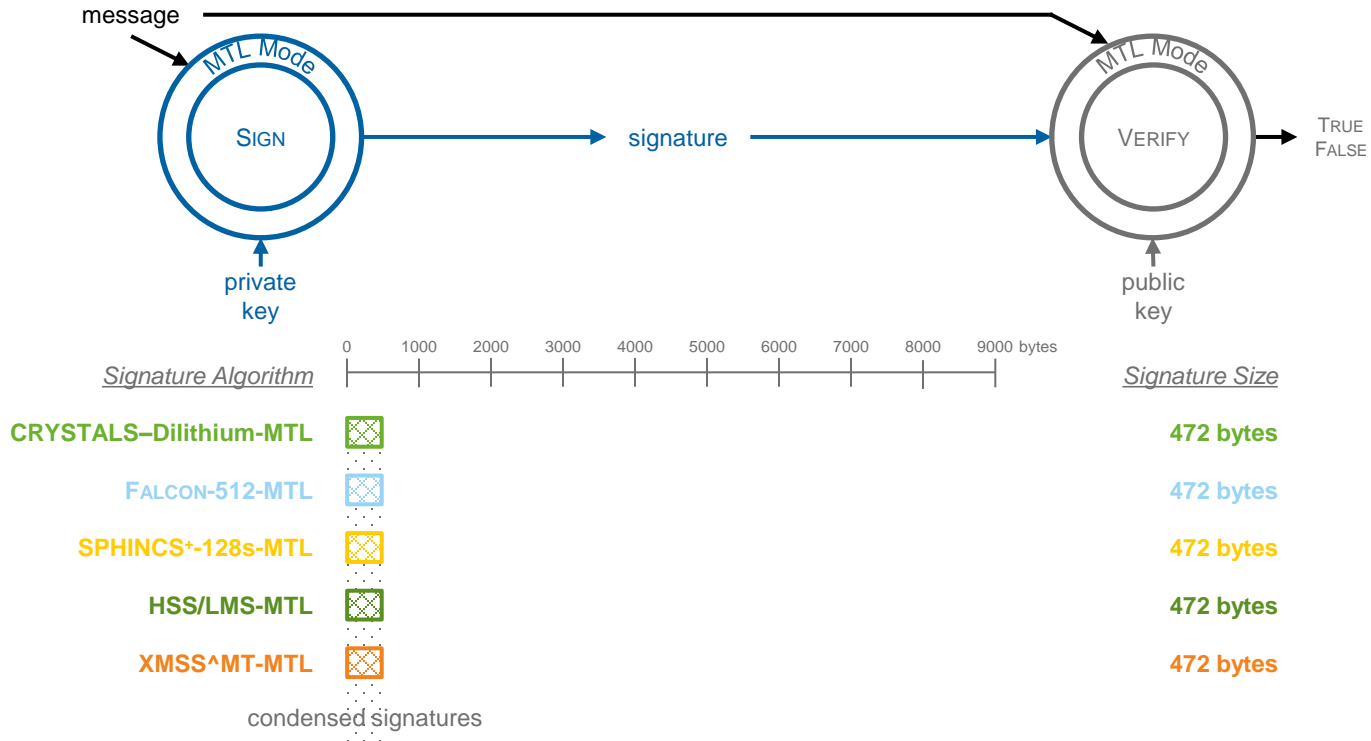 message
MTL Mode
MTL Mode
SIGN
signature
VERIFY
TRUE
FALSE
private
key
public
key
0 1000 2000 3000 4000 5000 6000 7000 8000 9000 bytes
Signature Algorithm
Signature Size
CRYSTALS–Dilithium-MTL 472 bytes
FALCON-512-MTL 472 bytes
SPHINCS⁺-128s-MTL 472 bytes
HSS/LMS-MTL 472 bytes
XMSS^MT-MTL 472 bytes
condensed signatures